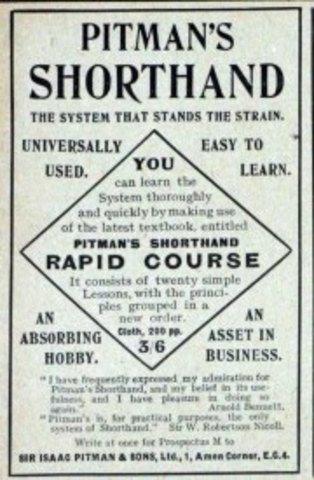 PITMAN'S
SHORTHAND
THE SYSTEM THAT STANDS THE STRAIN.
UNIVERSALLY
USED.
EASY TO
LEARN.
YOU
can learn the
System thoroughly
and quickly by making use
of the latest textbook, entitled
PITMAN'S SHORTHAND
RAPID COURSE
It consists of twenty simple
Lessons, with the princi-
ples grouped in a
new order.
Cloth, 200 pp.
3/6
AN
ABSORBING
HOBBY.
AN
ASSET IN
BUSINESS.
"I have frequently expressed my admiration for
Pitman's Shorthand, and my belief in its use-
fulness, and I have pleasure in doing so
again." Arnold Bennett.
"Pitman's is, for practical purposes, the only
system of Shorthand." Sir W. Robertson Nicoll.
Write at once for Prospectus M to
SIR ISAAC PITMAN & SONS, Ltd., 1, Amen Corner, E.C.4.